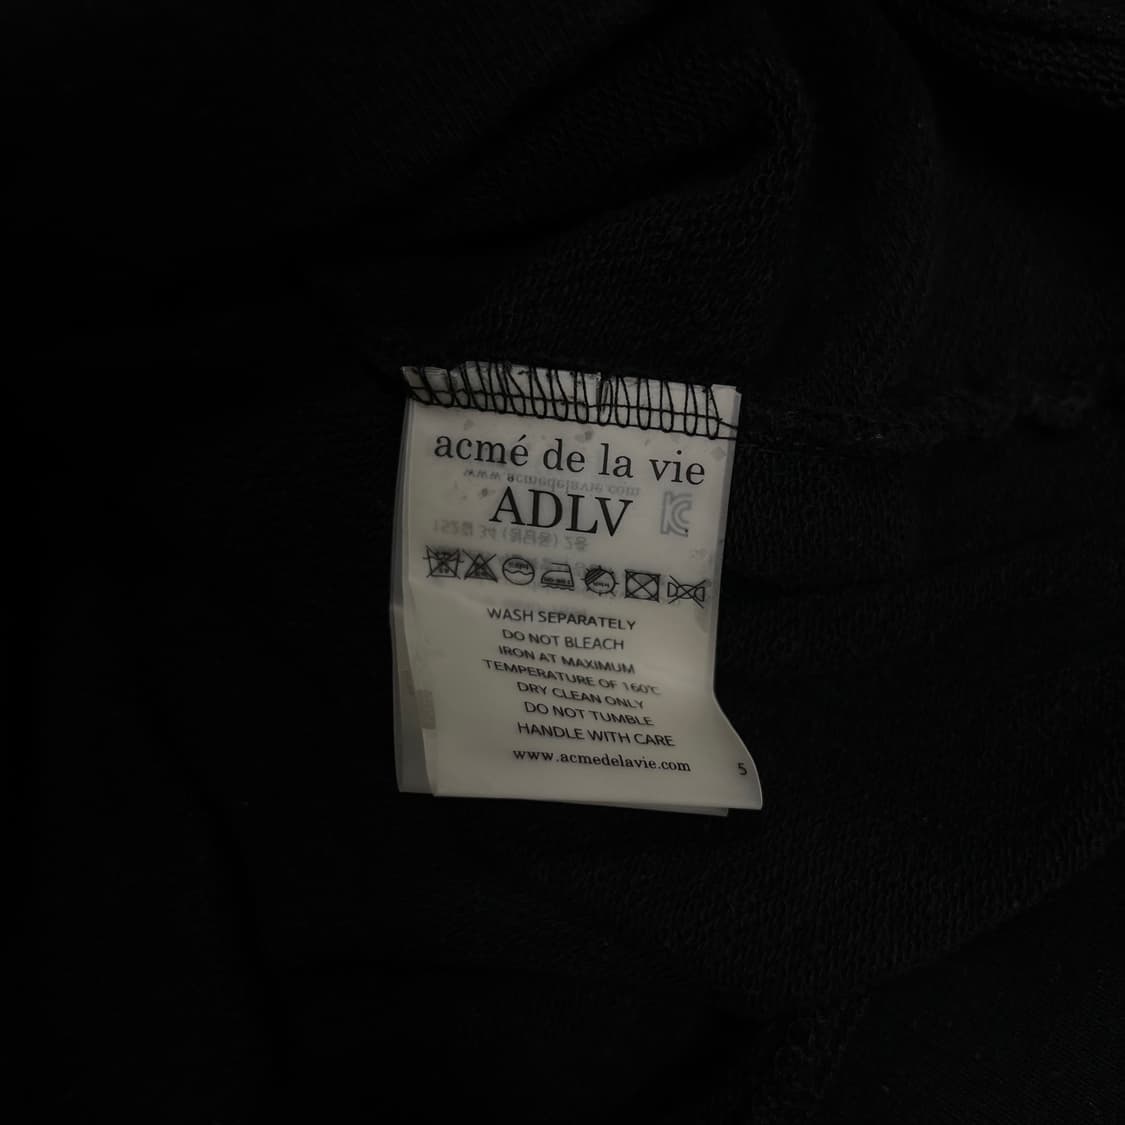 acmé de la vie
ADLV
WASH SEPARATELY
DO NOT BLEACH
IRON AT MAXIMUM
TEMPERATURE OF 160℃
DRY CLEAN ONLY
DO NOT TUMBLE
HANDLE WITH CARE
www.acmedelavie.com
5